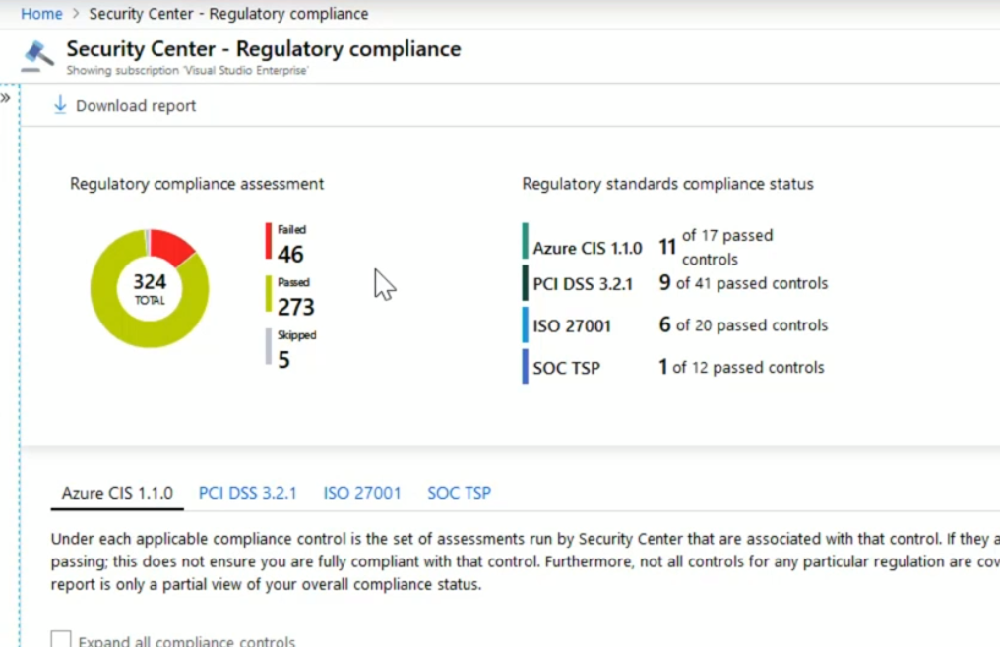 Home > Security Center - Regulatory compliance
Security Center - Regulatory compliance
Showing subscription 'Visual Studio Enterprise'
»
Download report
Regulatory compliance assessment
324
TOTAL
Failed
46
Passed
273
Skipped
5
Regulatory standards compliance status
Azure CIS 1.1.0 11 of 17 passed
controls
PCI DSS 3.2.1 9 of 41 passed controls
ISO 27001 6 of 20 passed controls
SOC TSP 1 of 12 passed controls
Azure CIS 1.1.0 PCI DSS 3.2.1 ISO 27001 SOC TSP
Under each applicable compliance control is the set of assessments run by Security Center that are associated with that control. If they
passing; this does not ensure you are fully compliant with that control. Furthermore, not all controls for any particular regulation are
report is only a partial view of your overall compliance status.
Expand all compliance controls